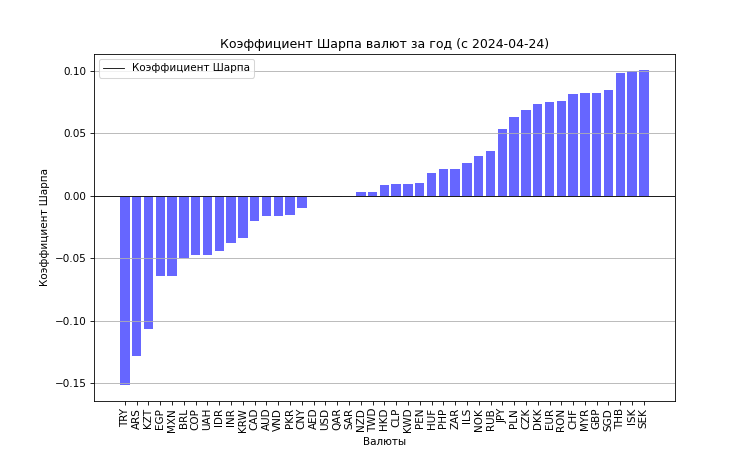 Коэффициент Шарпа валют за год (с 2024-04-24)
Коэффициент Шарпа
0.10
0.05
0.00
−0.05
−0.10
−0.15
Коэффициент Шарпа
TRY
ARS
KZT
EGP
MXN
BRL
COP
UAH
IDR
INR
KRW
CAD
AUD
VND
PKR
CNY
AED
USD
QAR
SAR
NZD
TWD
HKD
CLP
KWD
PEN
HUF
PHP
ZAR
ILS
NOK
RUB
JPY
PLN
CZK
DKK
EUR
RON
CHF
MYR
GBP
SGD
THB
ISK
SEK
Валюты